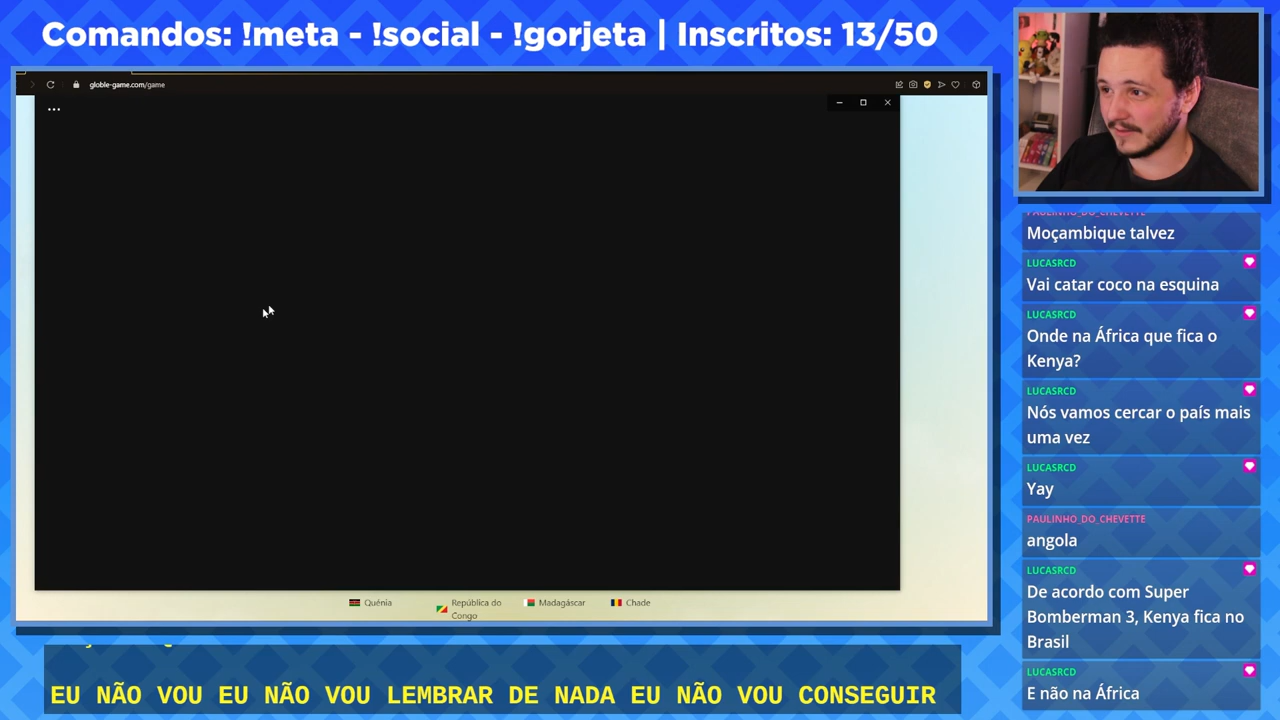 Comandos: !meta - !social - !gorjeta | Inscritos: 13/50
globle-game.com/game
Quénia
República do
Congo
Madagáscar
Chade
EU NÃO VOU EU NÃO VOU LEMBRAR DE NADA EU NÃO VOU CONSEGUIR
PAULINHO_DO_CHEVETTE
Moçambique talvez
LUCASRCD
Vai catar coco na esquina
LUCASRCD
Onde na África que fica o
Kenya?
LUCASRCD
Nós vamos cercar o país mais
uma vez
LUCASRCD
Yay
PAULINHO_DO_CHEVETTE
angola
LUCASRCD
De acordo com Super
Bomberman 3, Kenya fica no
Brasil
LUCASRCD
E não na África